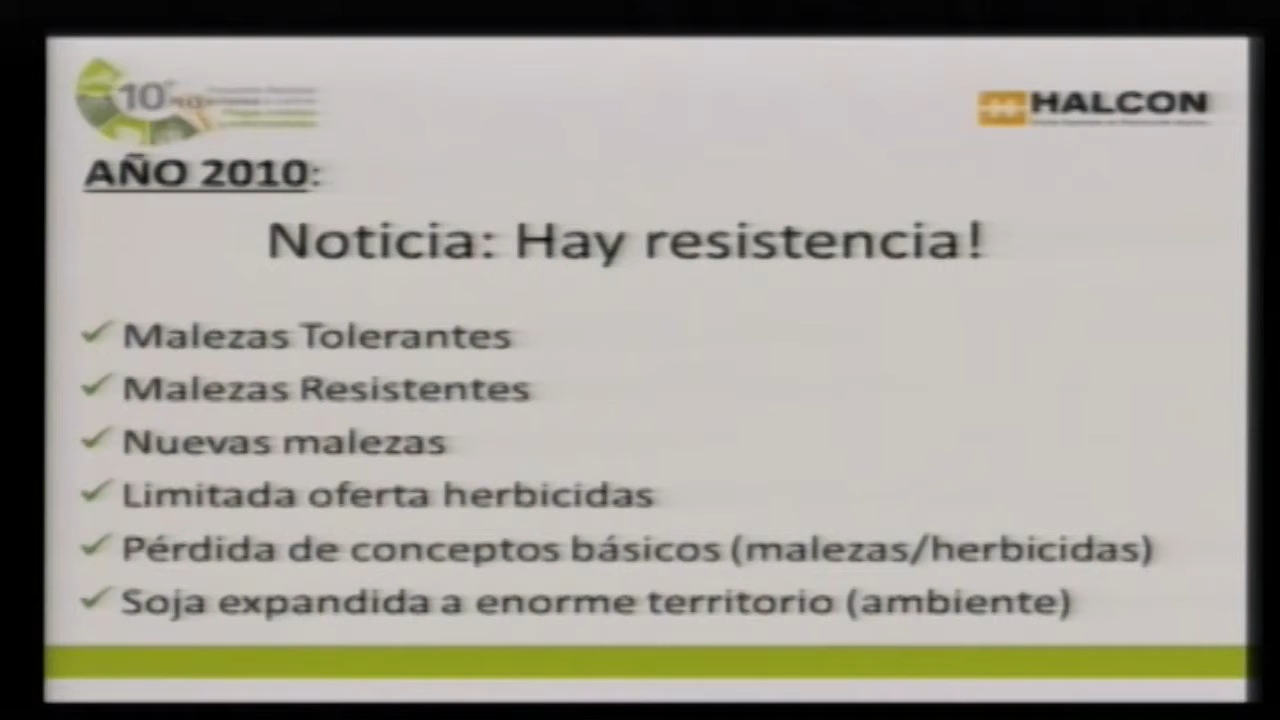 10°
HALCON
AÑO 2010:
Noticia: Hay resistencia!
Malezas Tolerantes
Malezas Resistentes
Nuevas malezas
Limitada oferta herbicidas
Pérdida de conceptos básicos (malezas/herbicidas)
Soja expandida a enorme territorio (ambiente)